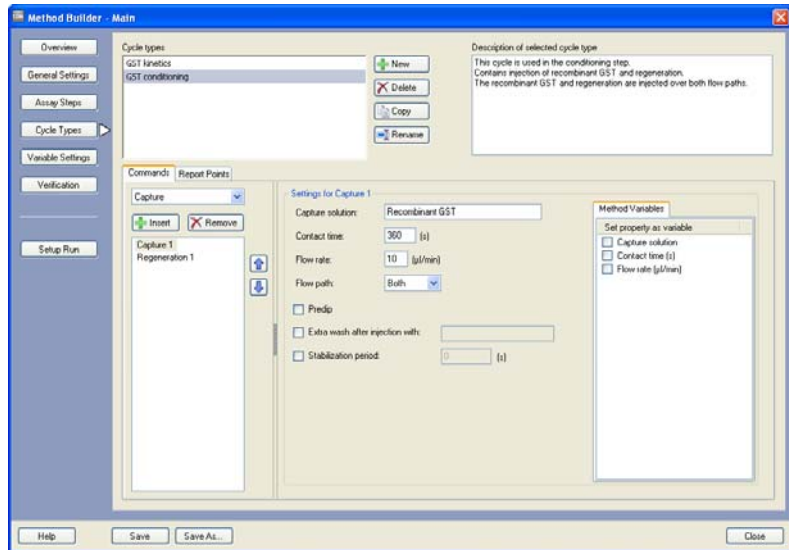 Method Builder - Main
Overview
General Settings
Assay Steps
Cycle Types
Variable Settings
Verification
Setup Run
Cycle types
GST kinetics
GST conditioning
New
Delete
Copy
Rename
Description of selected cycle type
This cycle is used in the conditioning step.
Contains injection of recombinant GST and regeneration.
The recombinant GST and regeneration are injected over both flow paths.
Commands Report Points
Capture
Insert Remove
Capture 1
Regeneration 1
Settings for Capture 1
Capture solution: Recombinant GST
Contact time: 360 (s)
Flow rate: 10 (µl/min)
Flow path: Both
Predip
Extra wash after injection with:
Stabilization period: 0 (s)
Method Variables
Set property as variable
Capture solution
Contact time (s)
Flow rate (µl/min)
Help Save Save As... Close